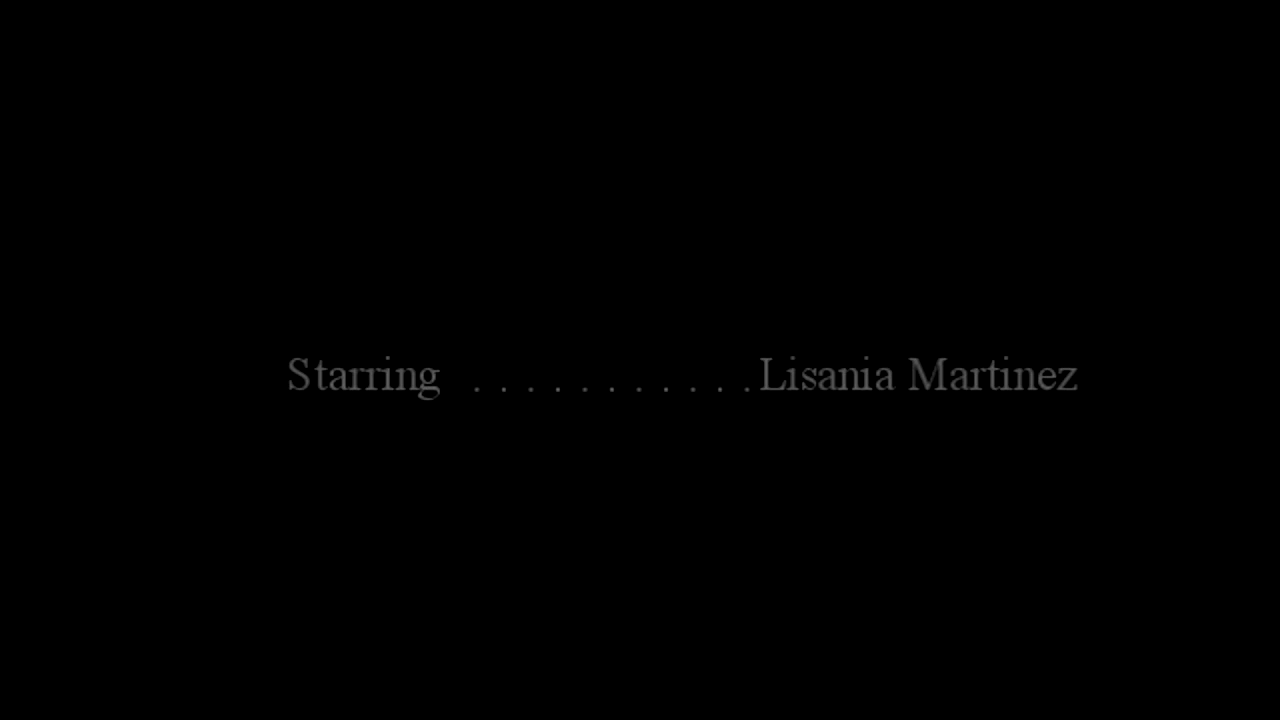 Starring . . . . . . . . . . . Lisania Martinez